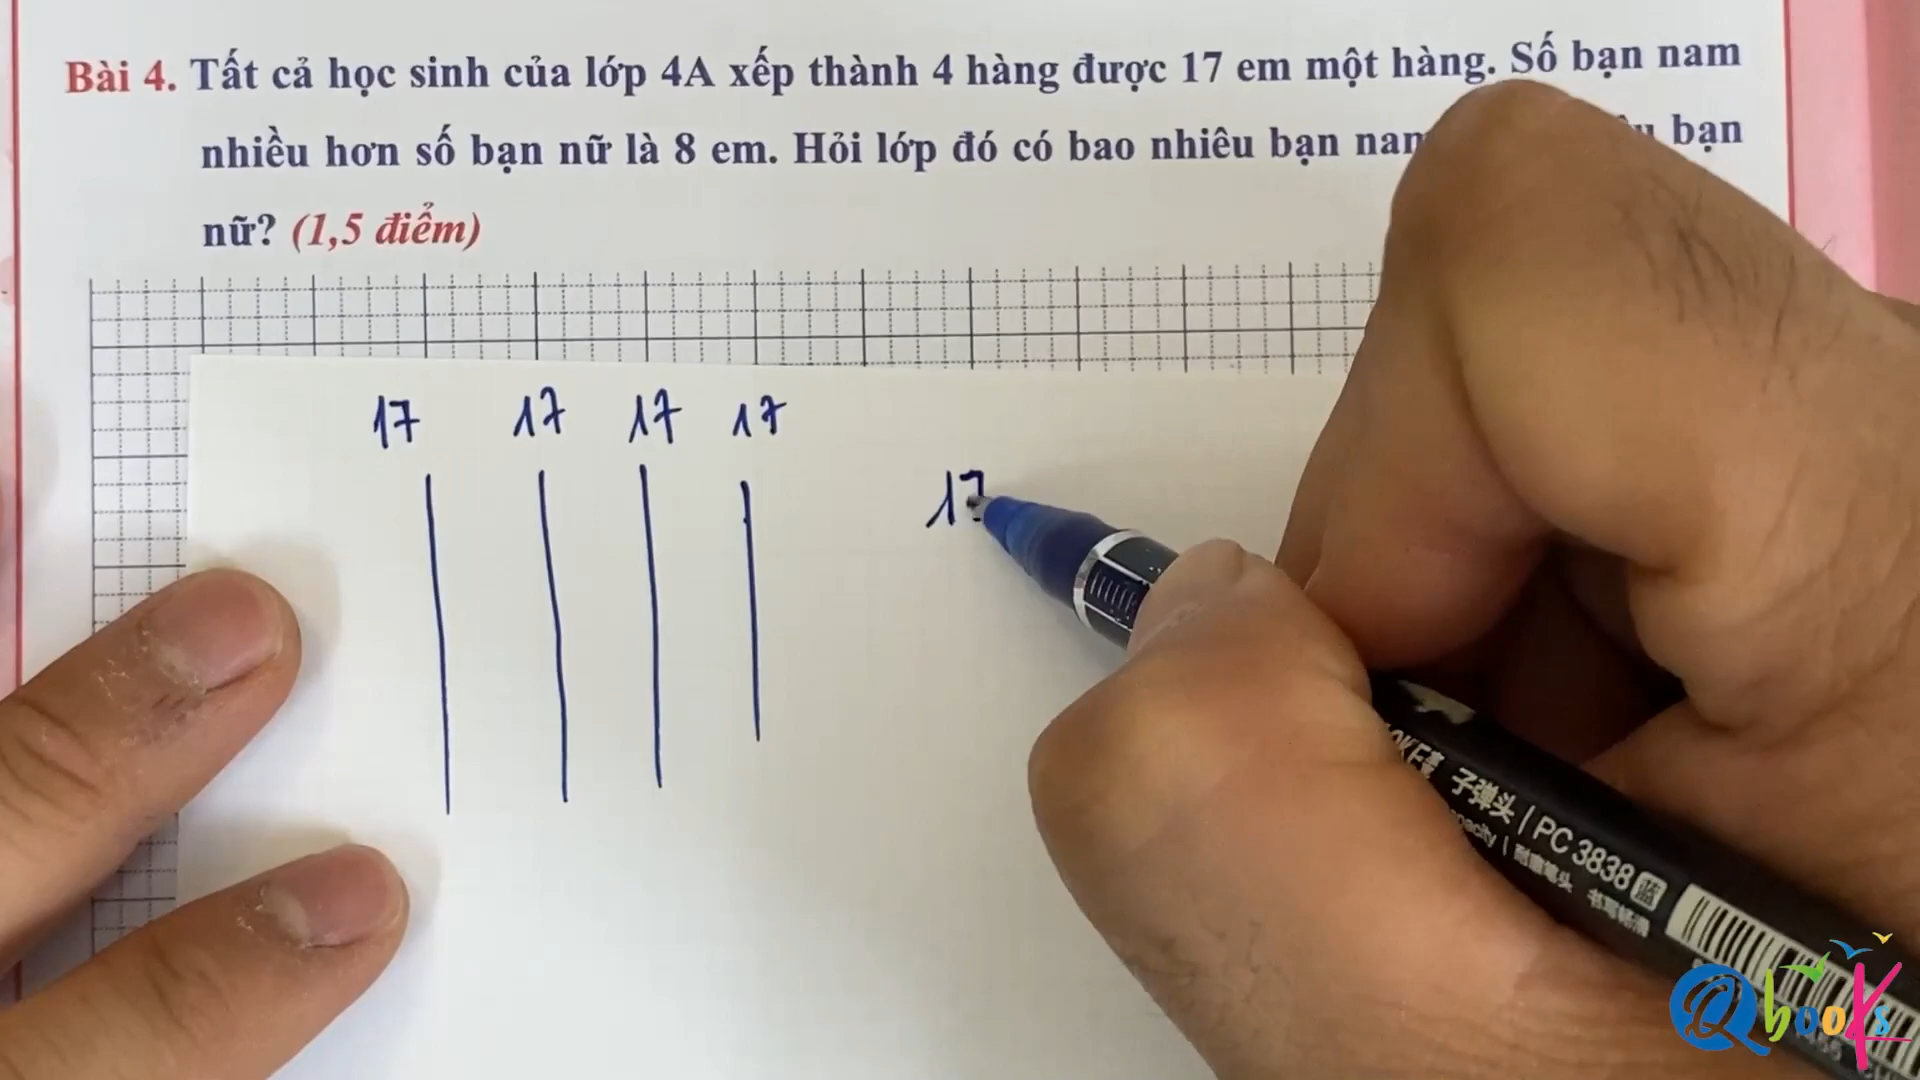 Bài 4. Tất cả học sinh của lớp 4A xếp thành 4 hàng được 17 em một hàng. Số bạn nam
nhiều hơn số bạn nữ là 8 em. Hỏi lớp đó có bao nhiêu bạn bạn
nữ? (1,5 điểm)
17 17 17 17
17
子弹头 | PC 3838 蓝
Qbooks